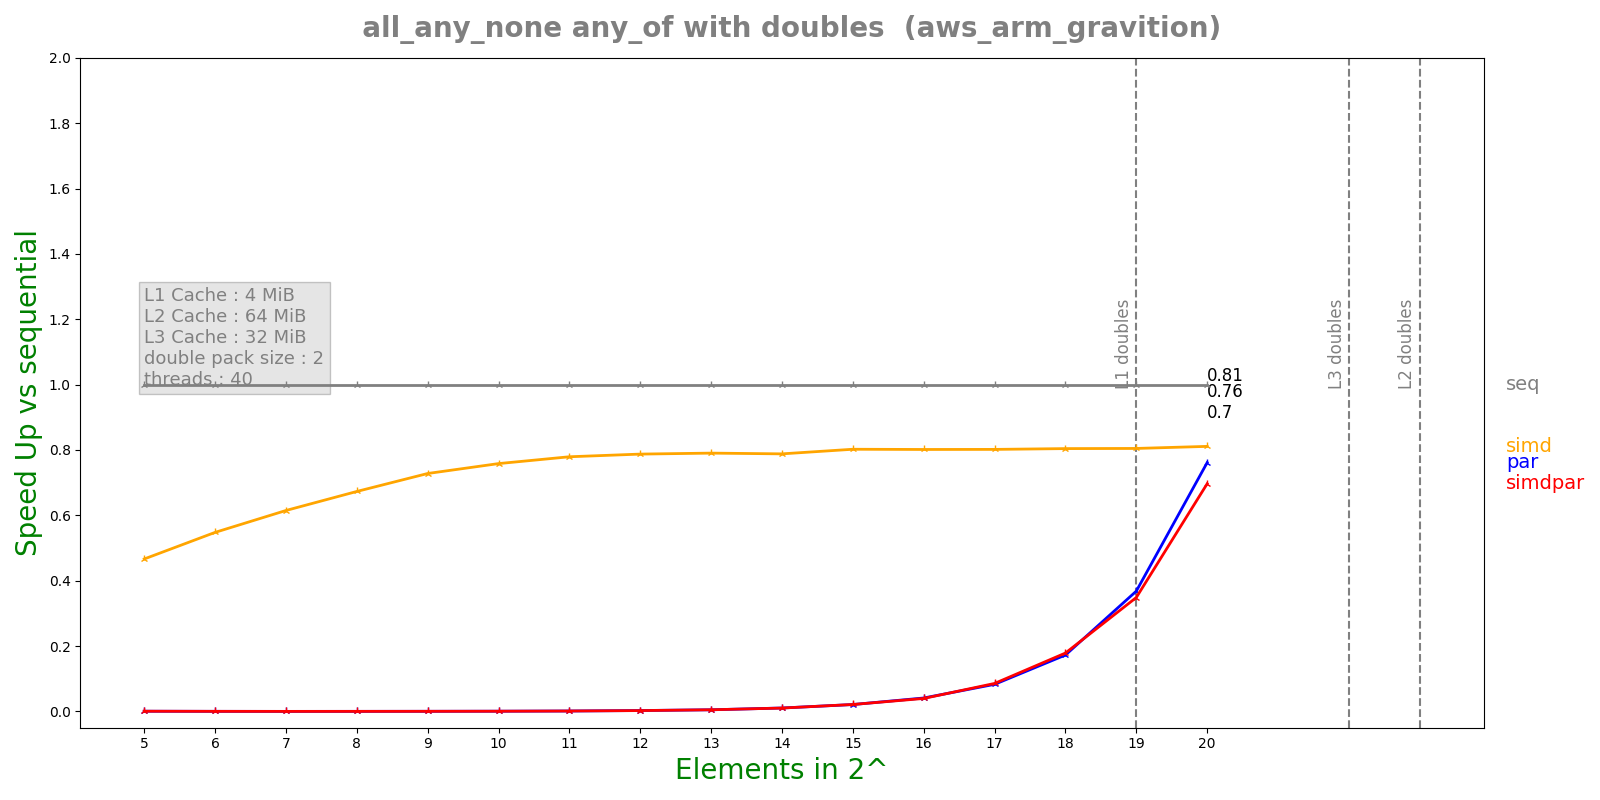 all_any_none any_of with doubles (aws_arm_gravition)
Speed Up vs sequential
2.0
1.8
1.6
1.4
1.2
1.0
0.8
0.6
0.4
0.2
0.0
L1 Cache : 4 MiB
L2 Cache : 64 MiB
L3 Cache : 32 MiB
double pack size : 2
threads : 40
L1 doubles
L3 doubles
L2 doubles
0.81
0.76
0.7
seq
simd
par
simdpar
5 6 7 8 9 10 11 12 13 14 15 16 17 18 19 20
Elements in 2^